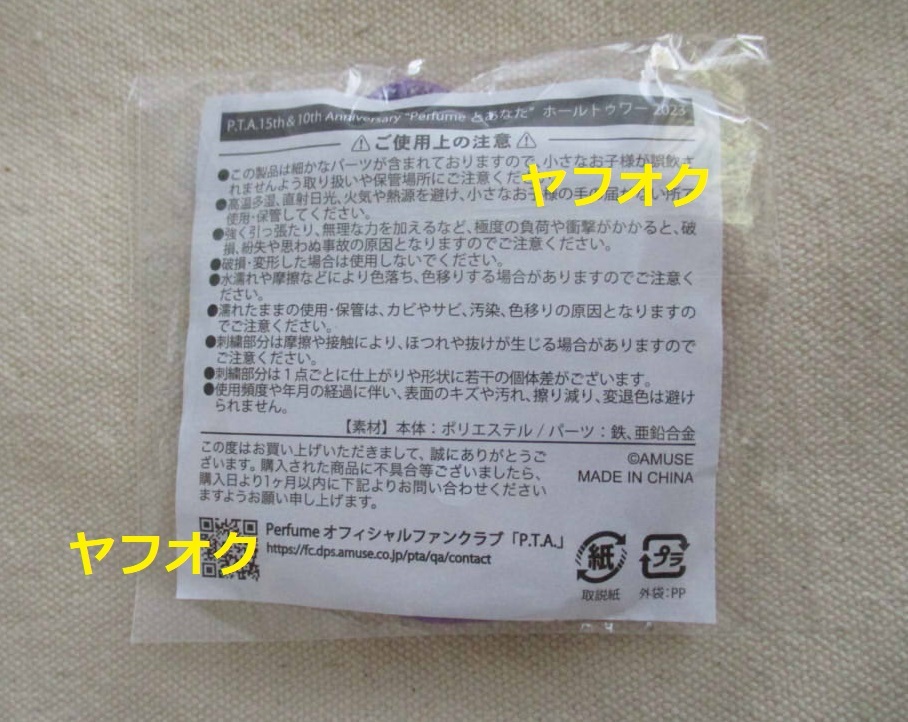 P.T.A.15th&10th Anniversary "Perfume とあなた" ホールトゥワー 2023
⚠ご使用上の注意⚠
●この製品は細かなパーツが含まれておりますので、小さなお子様が誤飲さ
れませんよう取り扱いや保管場所にご注意くだ
ヤフオク
●高温多湿、直射日光、火気や熱源を避け、小さなお子様の手の届かない所で
使用・保管してください。
●強く引っ張たり、無理な力を加えるなど、極度の負荷や衝撃がかかると、破
損、紛失や思わぬ事故の原因となりますのでご注意ください。
●破損・変形した場合は使用しないでください。
●水濡れや摩擦などにより色落ち、色移りする場合がありますのでご注意く
ださい。
●濡れたままの使用・保管は、カビやサビ、汚染、色移りの原因となりますの
でご注意ください。
●刺繍部分は摩擦や接触により、ほつれや抜けが生じる場合がありますので
ご注意ください。
●刺繍部分は1点ごとに仕上がりや形状に若干の個体差がございます。
●使用頻度や年月の経過に伴い、表面のキズや汚れ、擦り減り、変退色は避け
られません。
【素材】本体：ポリエステル / パーツ：鉄、亜鉛合金
この度はお買い上げいただきまして、誠にありがとうご
ざいます。購入された商品に不具合等ございましたら、
購入日より1ヶ月以内に下記よりお問い合わせください
ますようお願い申し上げます。
©AMUSE
MADE IN CHINA
ヤフオク
Perfume オフィシャルファンクラブ「P.T.A.」
https://fc.dps.amuse.co.jp/pta/qa/contact
紙
取説紙
プラ
外袋：PP